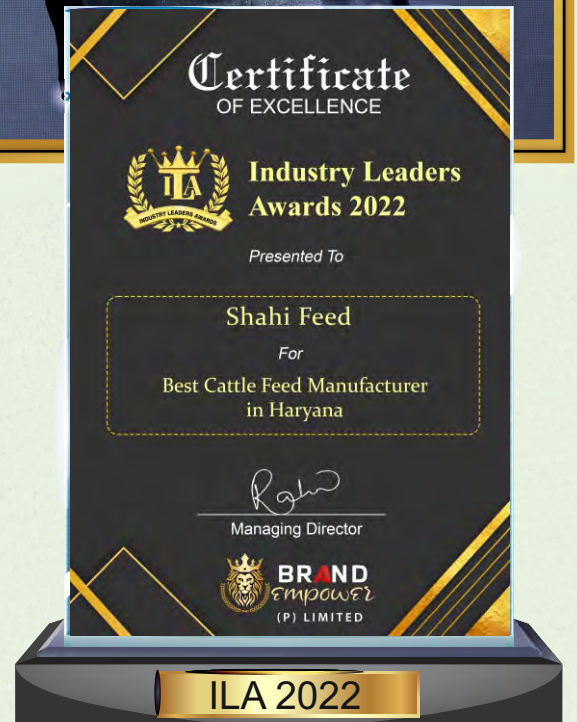 Certificate
OF EXCELLENCE
ILA
INDUSTRY LEADERS AWARDS
Industry Leaders
Awards 2022
Presented To
Shahi Feed
For
Best Cattle Feed Manufacturer
in Haryana
Managing Director
BRAND
empower
(P) LIMITED
ILA 2022